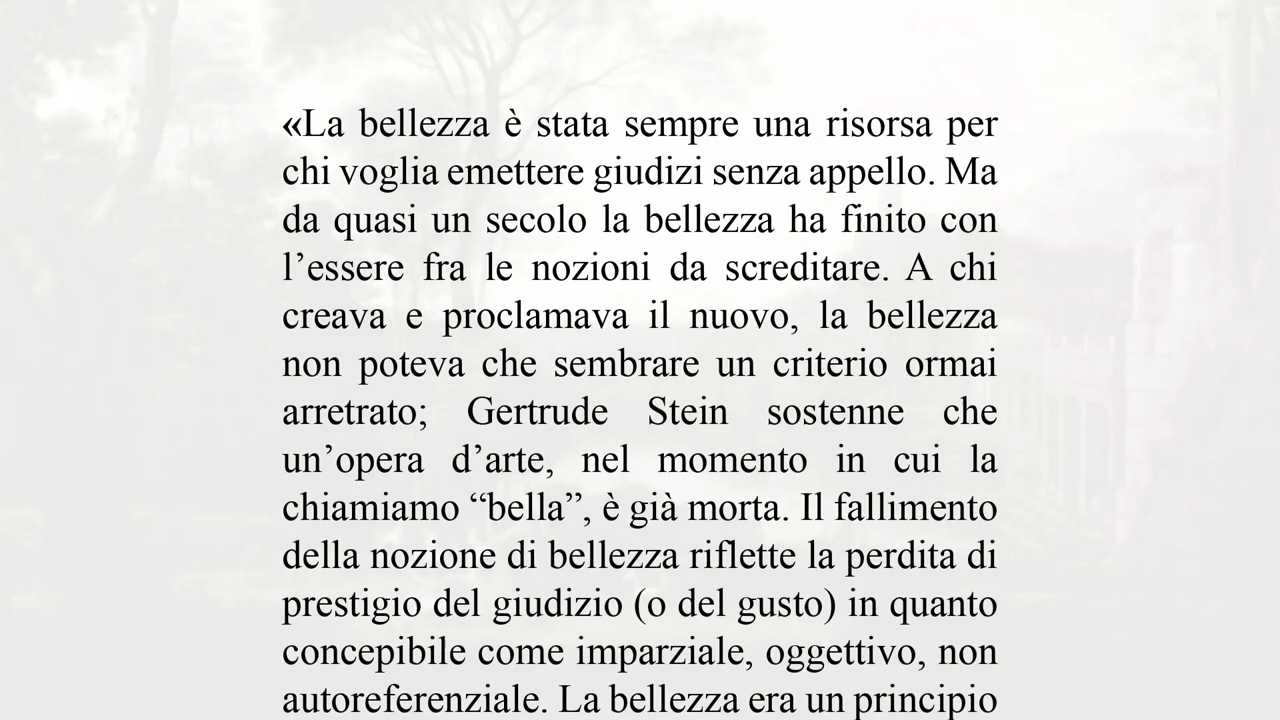 «La bellezza è stata sempre una risorsa per
chi voglia emettere giudizi senza appello. Ma
da quasi un secolo la bellezza ha finito con
l’essere fra le nozioni da screditare. A chi
creava e proclamava il nuovo, la bellezza
non poteva che sembrare un criterio ormai
arretrato; Gertrude Stein sostenne che
un’opera d’arte, nel momento in cui la
chiamiamo “bella”, è già morta. Il fallimento
della nozione di bellezza riflette la perdita di
prestigio del giudizio (o del gusto) in quanto
concepibile come imparziale, oggettivo, non
autoreferenziale. La bellezza era un principio